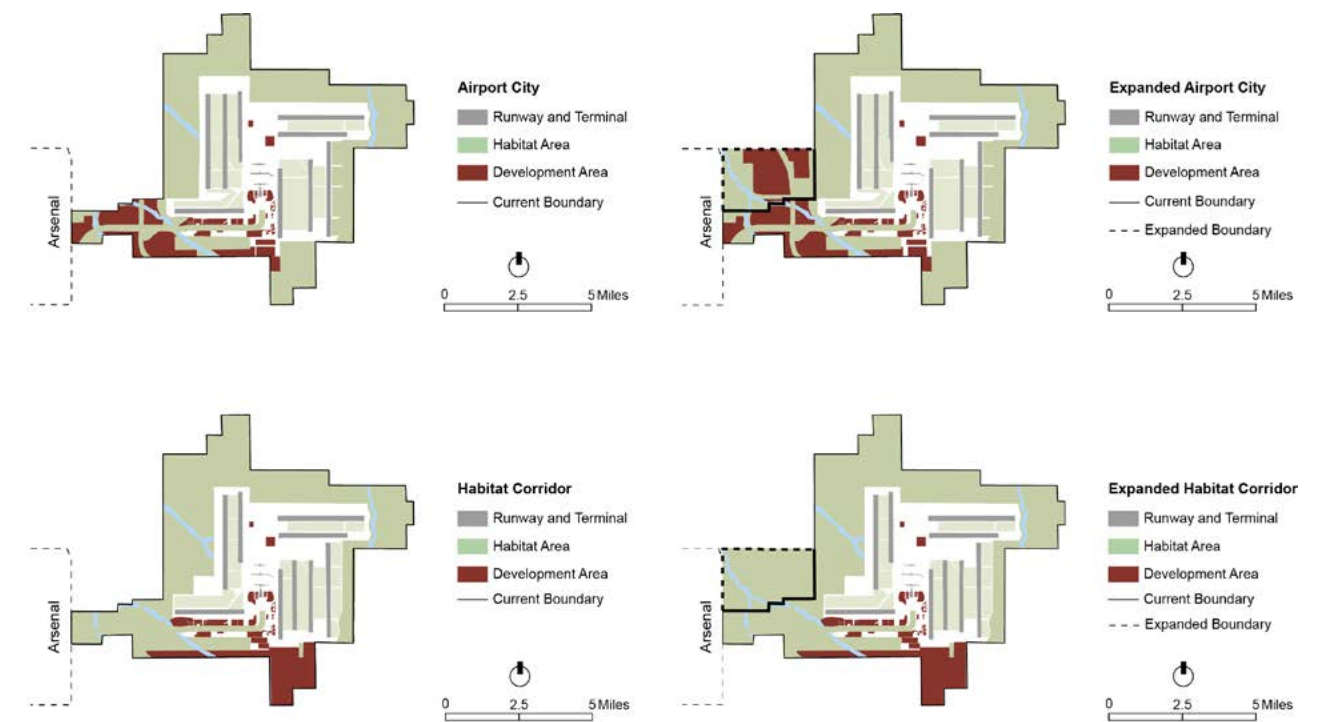 Airport City
Runway and Terminal
Habitat Area
Development Area
Current Boundary
Arsenal
0 2.5 5 Miles
Expanded Airport City
Runway and Terminal
Habitat Area
Development Area
Current Boundary
Expanded Boundary
Arsenal
0 2.5 5 Miles
Habitat Corridor
Runway and Terminal
Habitat Area
Development Area
Current Boundary
Arsenal
0 2.5 5 Miles
Expanded Habitat Corridor
Runway and Terminal
Habitat Area
Development Area
Current Boundary
Expanded Boundary
Arsenal
0 2.5 5 Miles